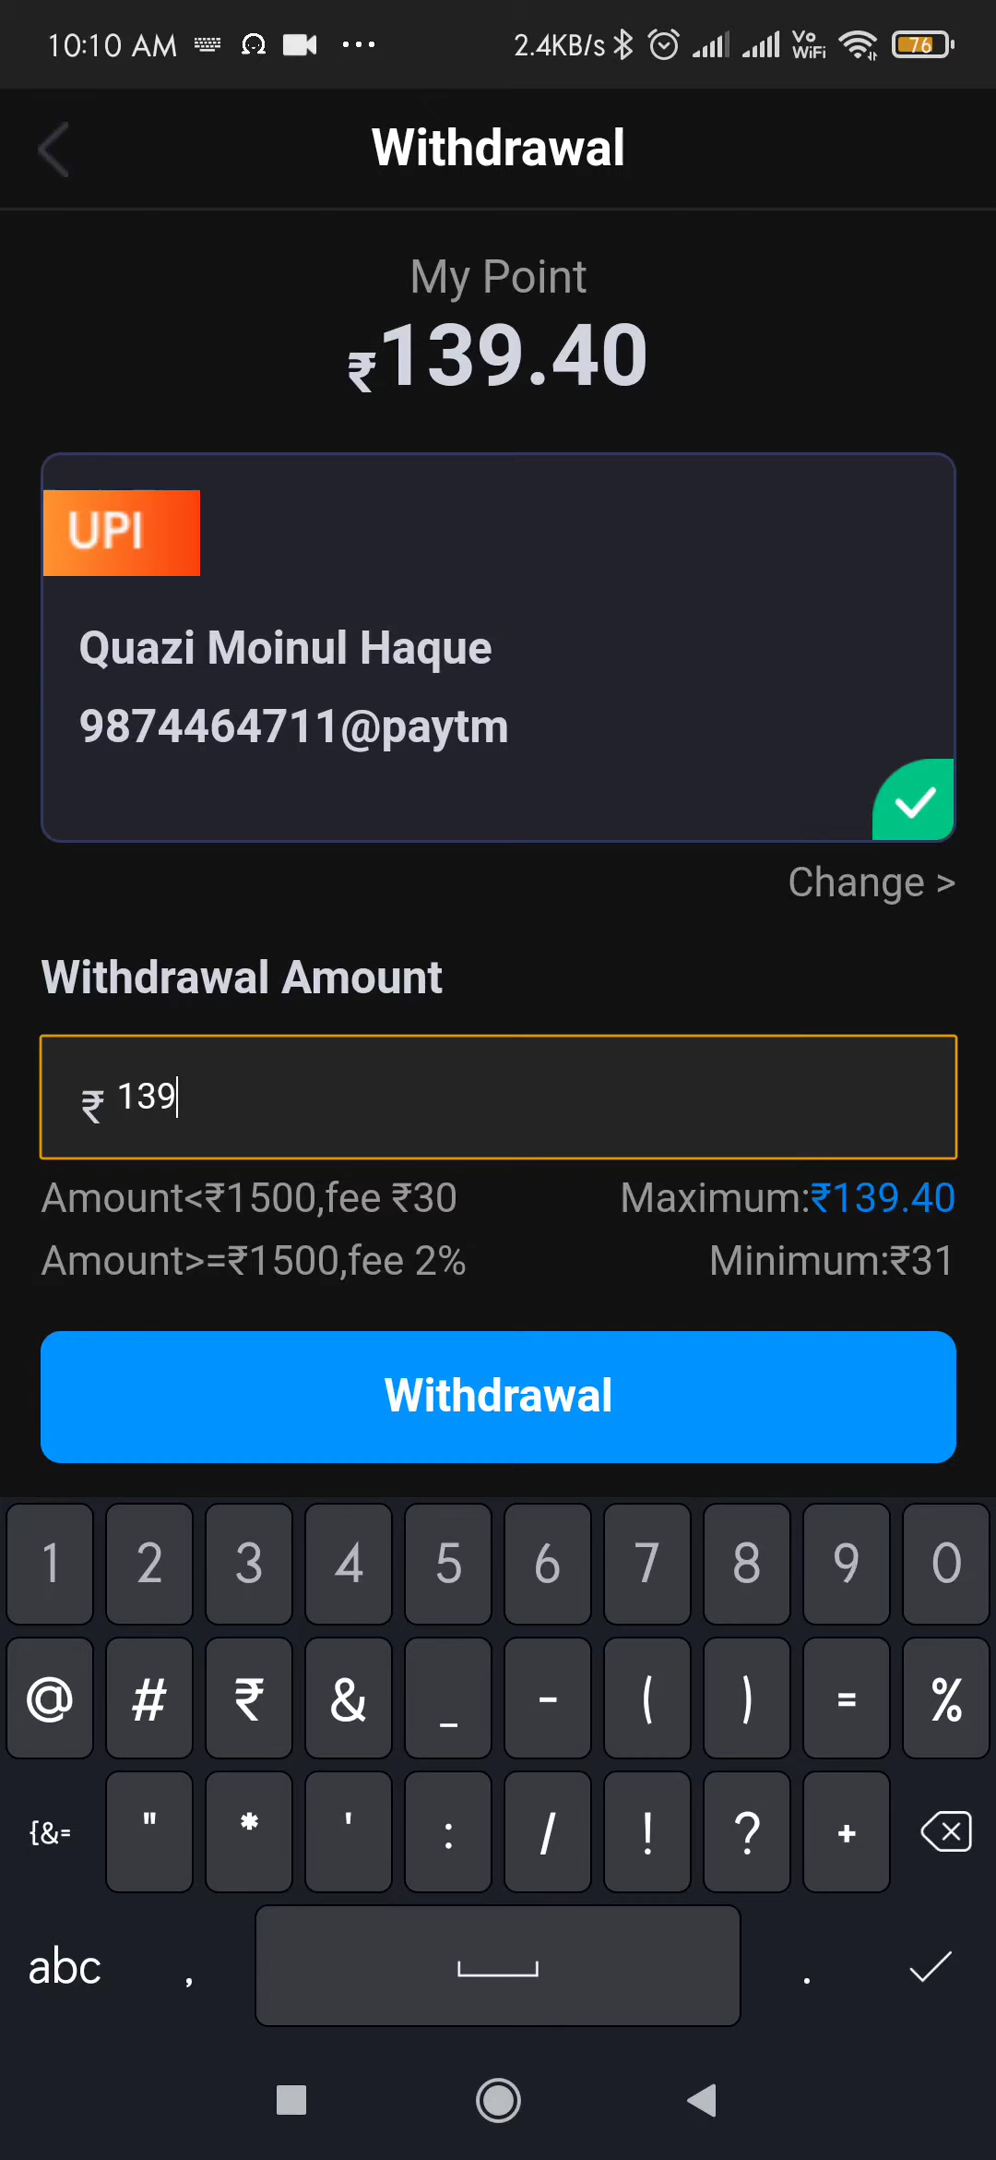 10:10 AM 2.4KB/s Vo WiFi 76
Withdrawal
My Point
₹139.40
UPI
Quazi Moinul Haque
9874464711@paytm
Change >
Withdrawal Amount
₹ 139
Amount<₹1500,fee ₹30 Maximum:₹139.40
Amount>=₹1500,fee 2% Minimum:₹31
Withdrawal
1 2 3 4 5 6 7 8 9 0
@ # ₹ & _ - ( ) = %
{&= " * ' : / ! ? +
abc , .